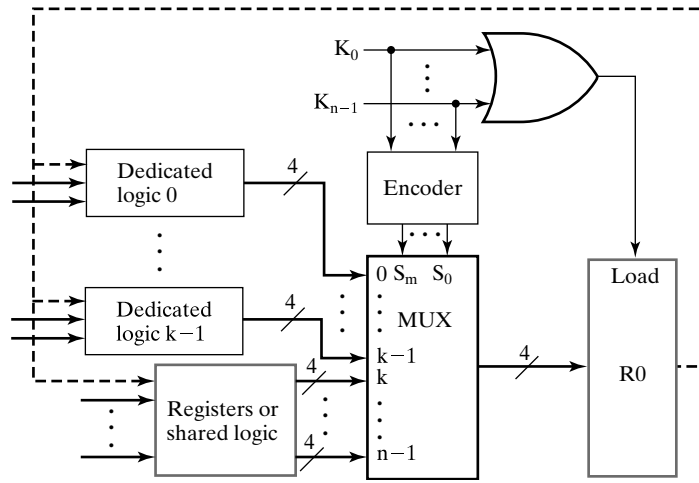 K0
Kn−1
Dedicated
logic 0
4
Encoder
0 Sm S0
Load
MUX
Dedicated
logic k−1
4
k−1
k
4
R0
4
Registers or
shared logic
4
n−1